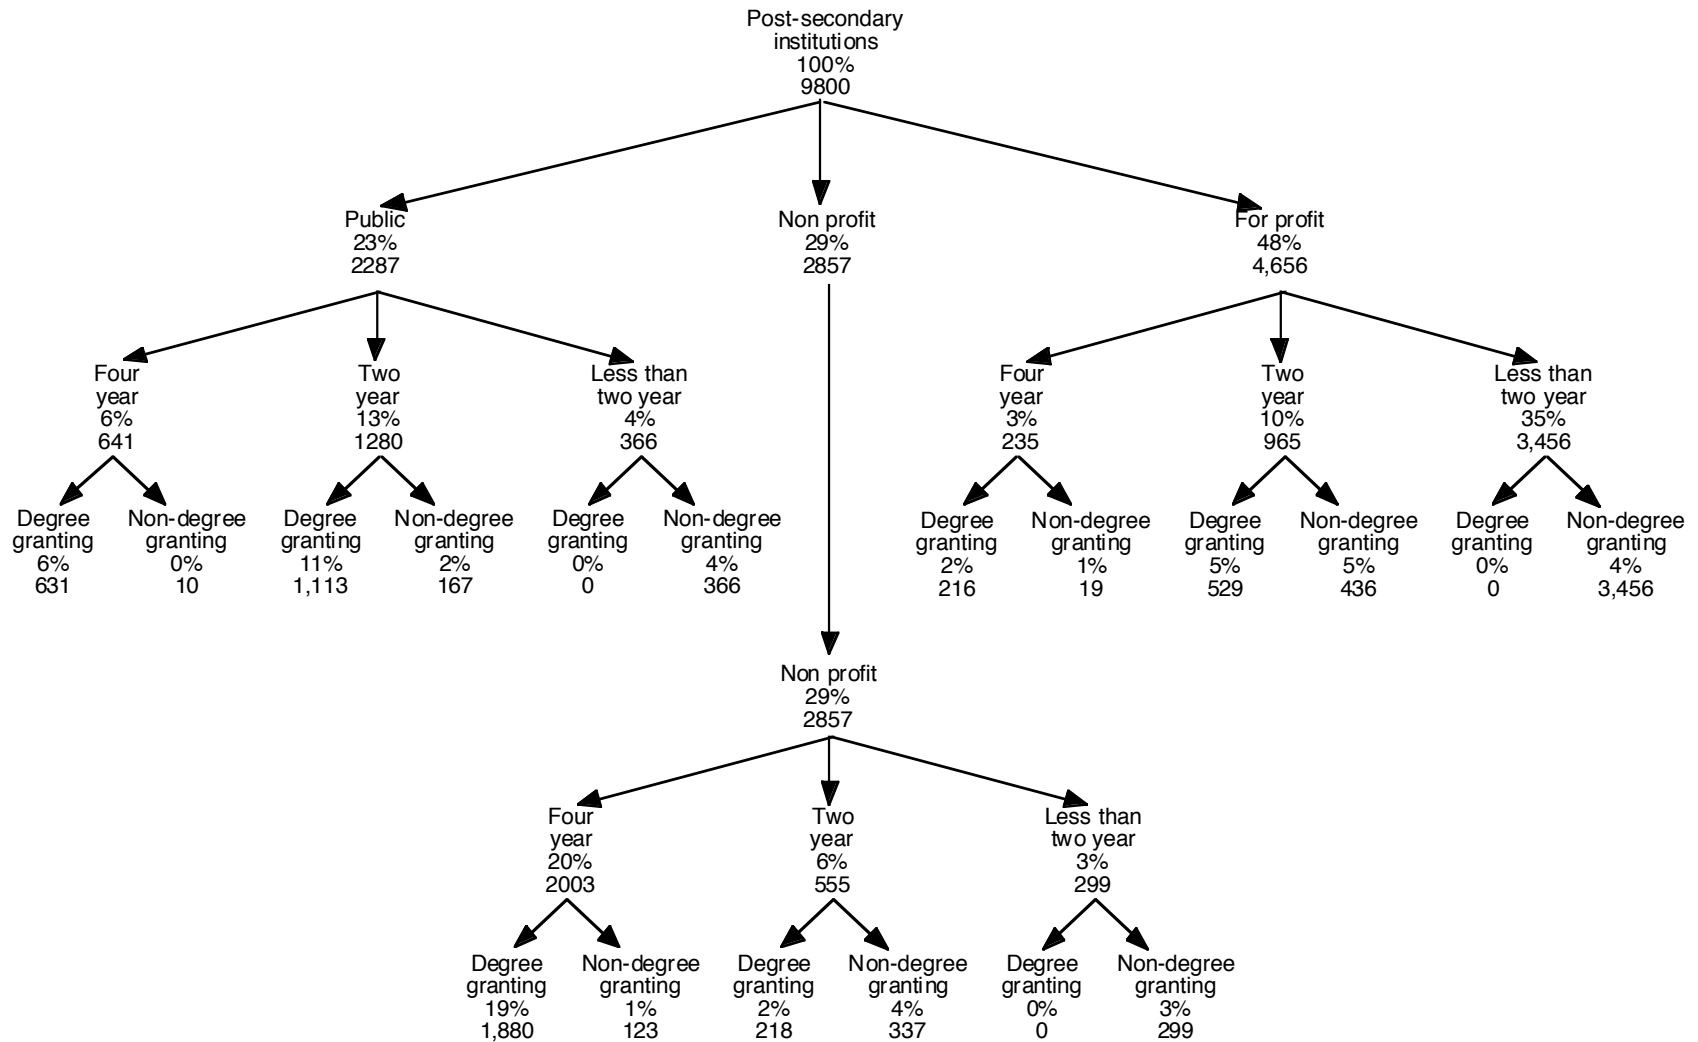 Post-secondary
institutions
100%
9800
Public
23%
2287
Non profit
29%
2857
For profit
48%
4,656
Four
year
6%
641
Two
year
13%
1280
Less than
two year
4%
366
Four
year
3%
235
Two
year
10%
965
Less than
two year
35%
3,456
Degree
granting
6%
631
Non-degree
granting
0%
10
Degree
granting
11%
1,113
Non-degree
granting
2%
167
Degree
granting
0%
0
Non-degree
granting
4%
366
Degree
granting
2%
216
Non-degree
granting
1%
19
Degree
granting
5%
529
Non-degree
granting
5%
436
Degree
granting
0%
0
Non-degree
granting
4%
3,456
Non profit
29%
2857
Four
year
20%
2003
Two
year
6%
555
Less than
two year
3%
299
Degree
granting
19%
1,880
Non-degree
granting
1%
123
Degree
granting
2%
218
Non-degree
granting
4%
337
Degree
granting
0%
0
Non-degree
granting
3%
299